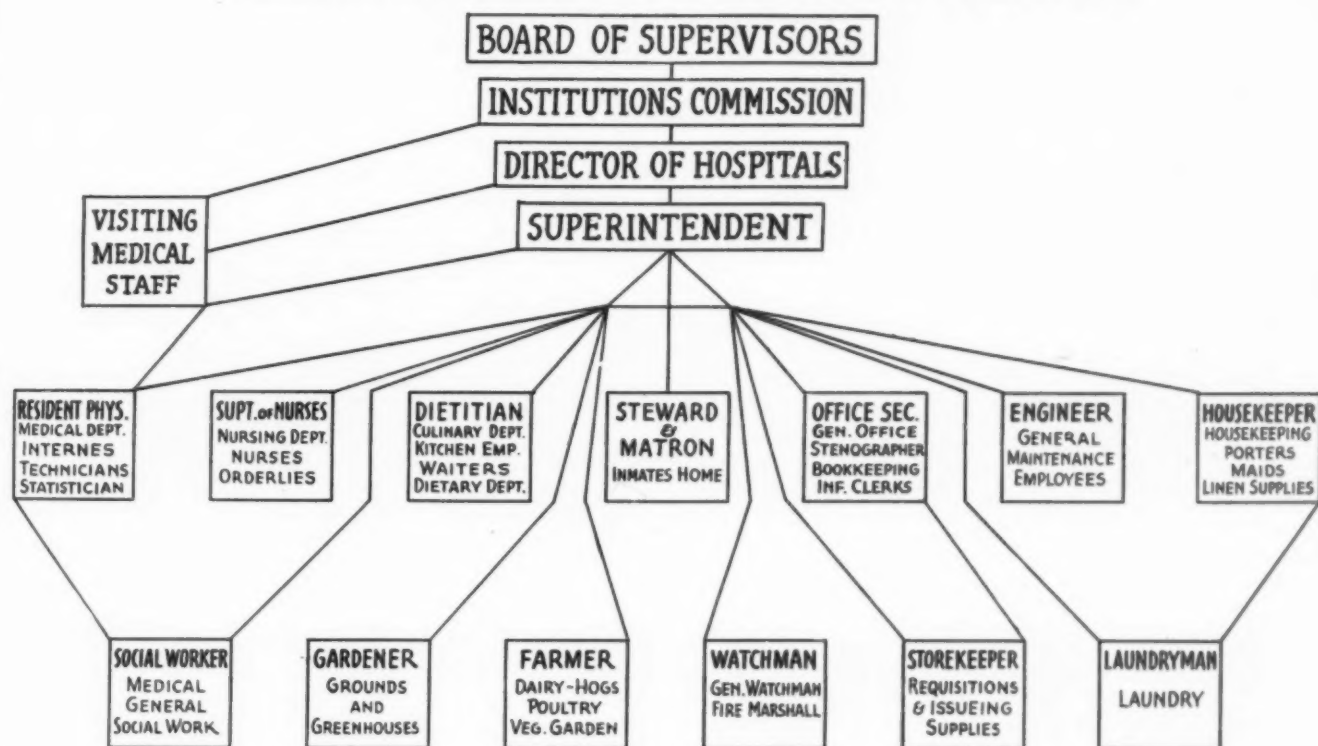 BOARD OF SUPERVISORS
INSTITUTIONS COMMISSION
DIRECTOR OF HOSPITALS
SUPERINTENDENT
VISITING
MEDICAL
STAFF
RESIDENT PHYS.
MEDICAL DEPT.
INTERNES
TECHNICIANS
STATISTICIAN
SUPT. OF NURSES
NURSING DEPT.
NURSES
ORDERLIES
DIETITIAN
CULINARY DEPT.
KITCHEN EMP.
WAITERS
DIETARY DEPT.
STEWARD
&
MATRON
INMATES HOME
OFFICE SEC.
GEN. OFFICE
STENOGRAPHER
BOOKKEEPING
INF. CLERKS
ENGINEER
GENERAL
MAINTENANCE
EMPLOYEES
HOUSEKEEPER
HOUSEKEEPING
PORTERS
MAIDS
LINEN SUPPLIES
SOCIAL WORKER
MEDICAL
GENERAL
SOCIAL WORK
GARDENER
GROUNDS
AND
GREENHOUSES
FARMER
DAIRY-HOGS
POULTRY
VEG. GARDEN
WATCHMAN
GEN. WATCHMAN
FIRE MARSHALL
STOREKEEPER
REQUISITIONS
& ISSUEING
SUPPLIES
LAUNDRYMAN
LAUNDRY